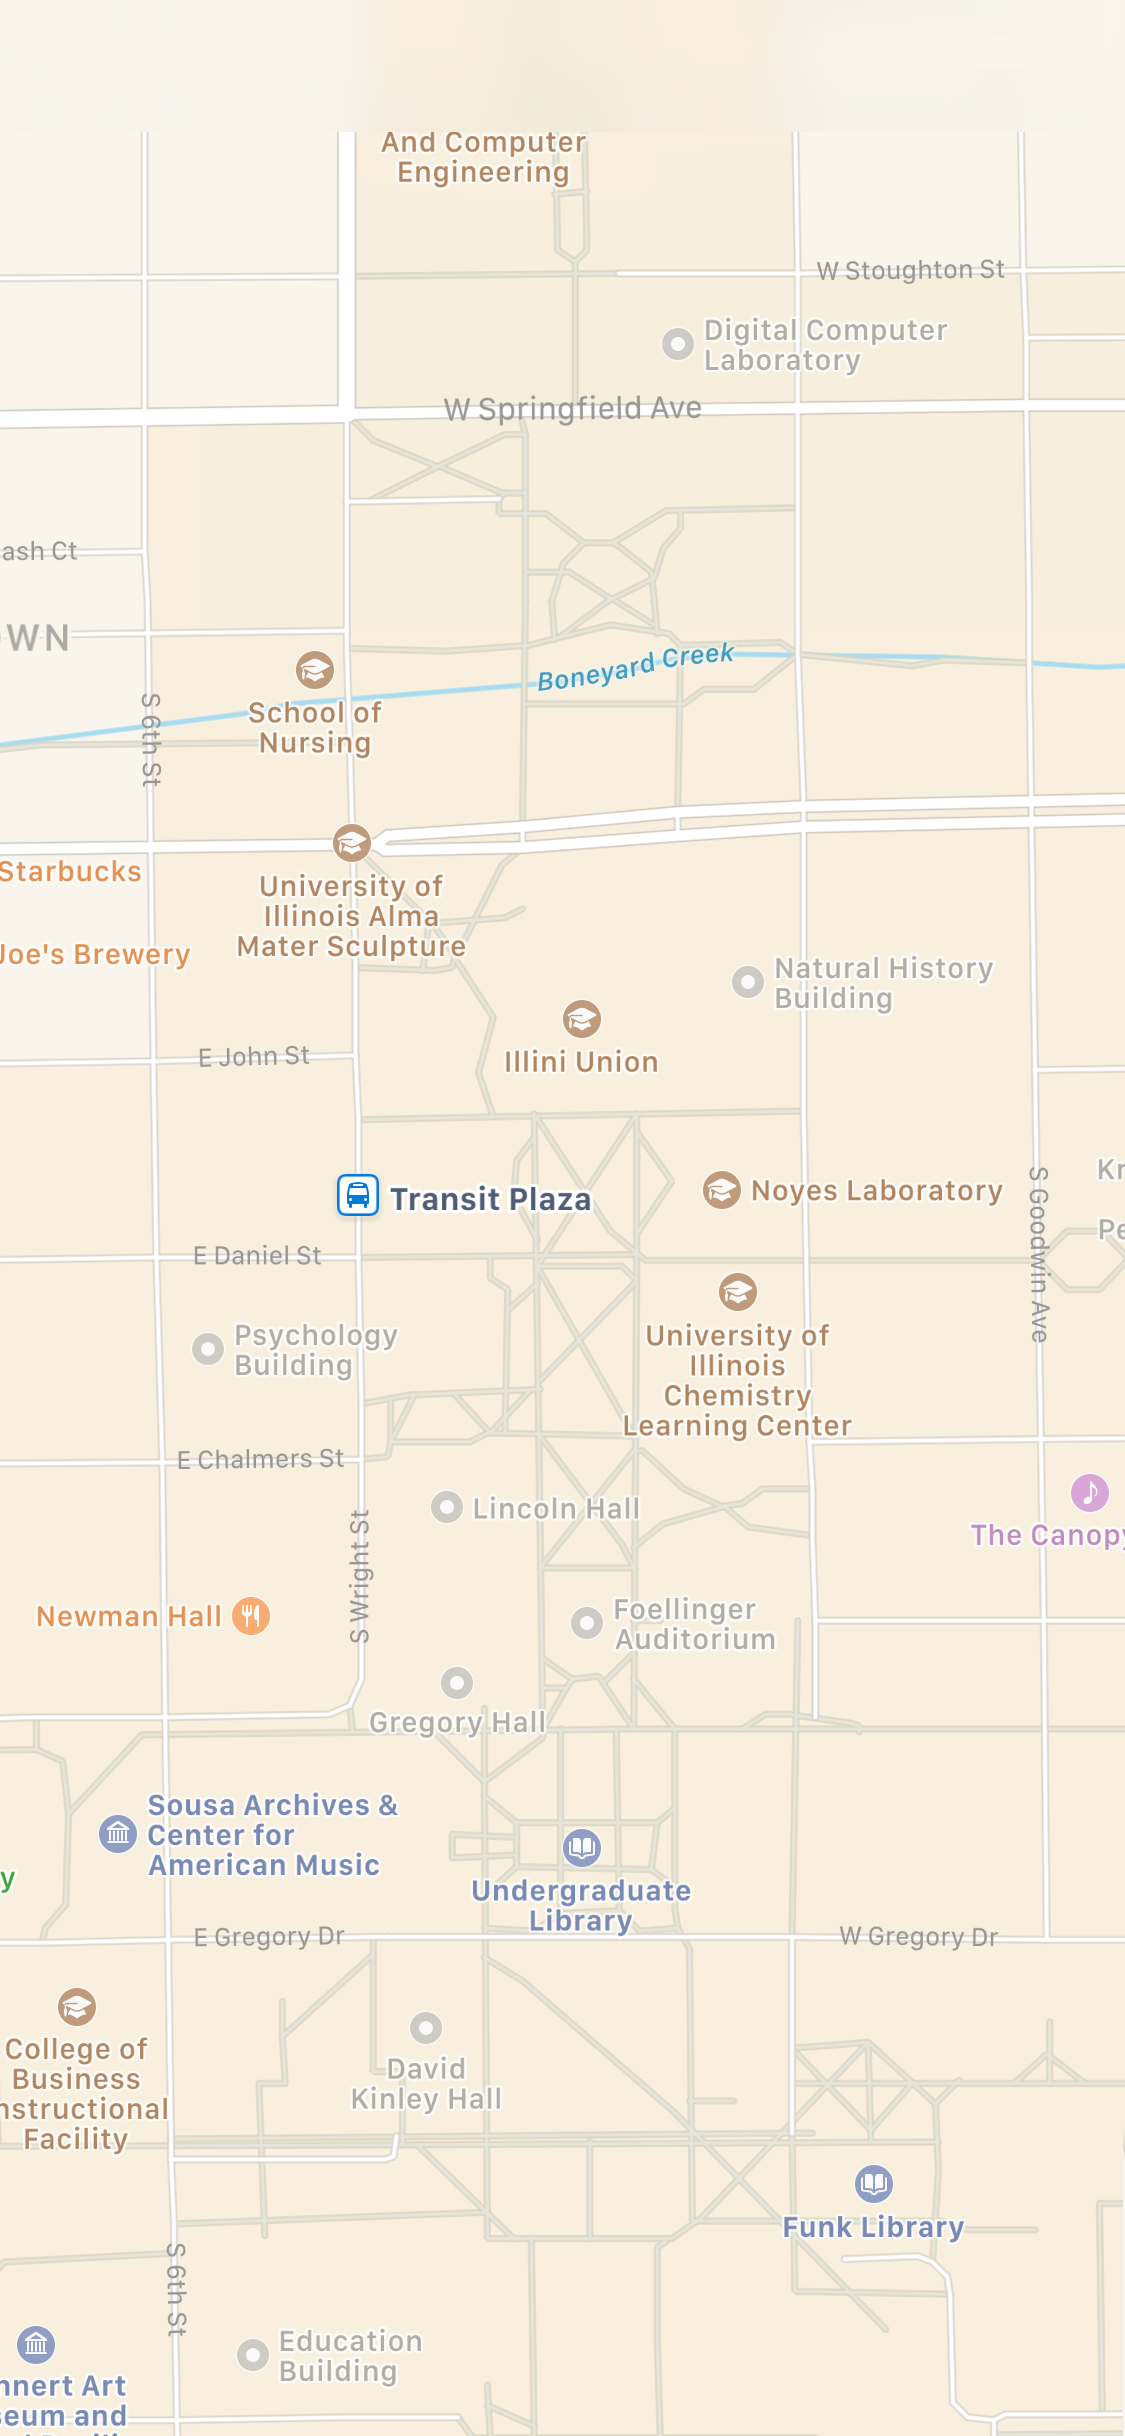 And Computer
Engineering
W Stoughton St
Digital Computer
Laboratory
W Springfield Ave
ash Ct
OWN
Boneyard Creek
School of
Nursing
S 6th St
Starbucks
University of
Illinois Alma
Mater Sculpture
Joe's Brewery
Natural History
Building
Illini Union
E John St
Transit Plaza
Noyes Laboratory
Kr
Pe
S Goodwin Ave
E Daniel St
Psychology
Building
University of
Illinois
Chemistry
Learning Center
E Chalmers St
Lincoln Hall
The Canopy
S Wright St
Newman Hall
Foellinger
Auditorium
Gregory Hall
Sousa Archives &
Center for
American Music
y
Undergraduate
Library
E Gregory Dr
W Gregory Dr
College of
Business
nstructional
Facility
David
Kinley Hall
Funk Library
S 6th St
Education
Building
nnert Art
seum and